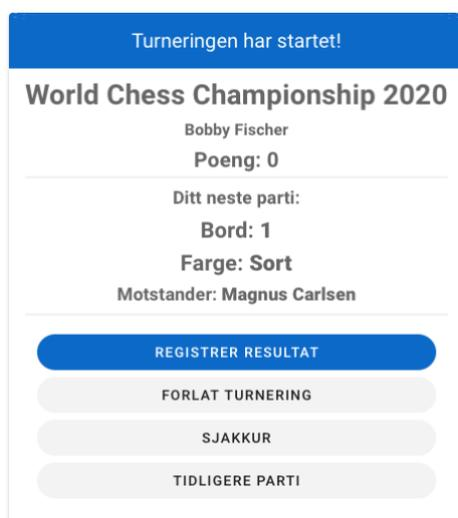 Turneringen har startet!
World Chess Championship 2020
Bobby Fischer
Poeng: 0
Ditt neste parti:
Bord: 1
Farge: Sort
Motstander: Magnus Carlsen
REGISTRER RESULTAT
FORLAT TURNERING
SJAKKUR
TIDLIGERE PARTI